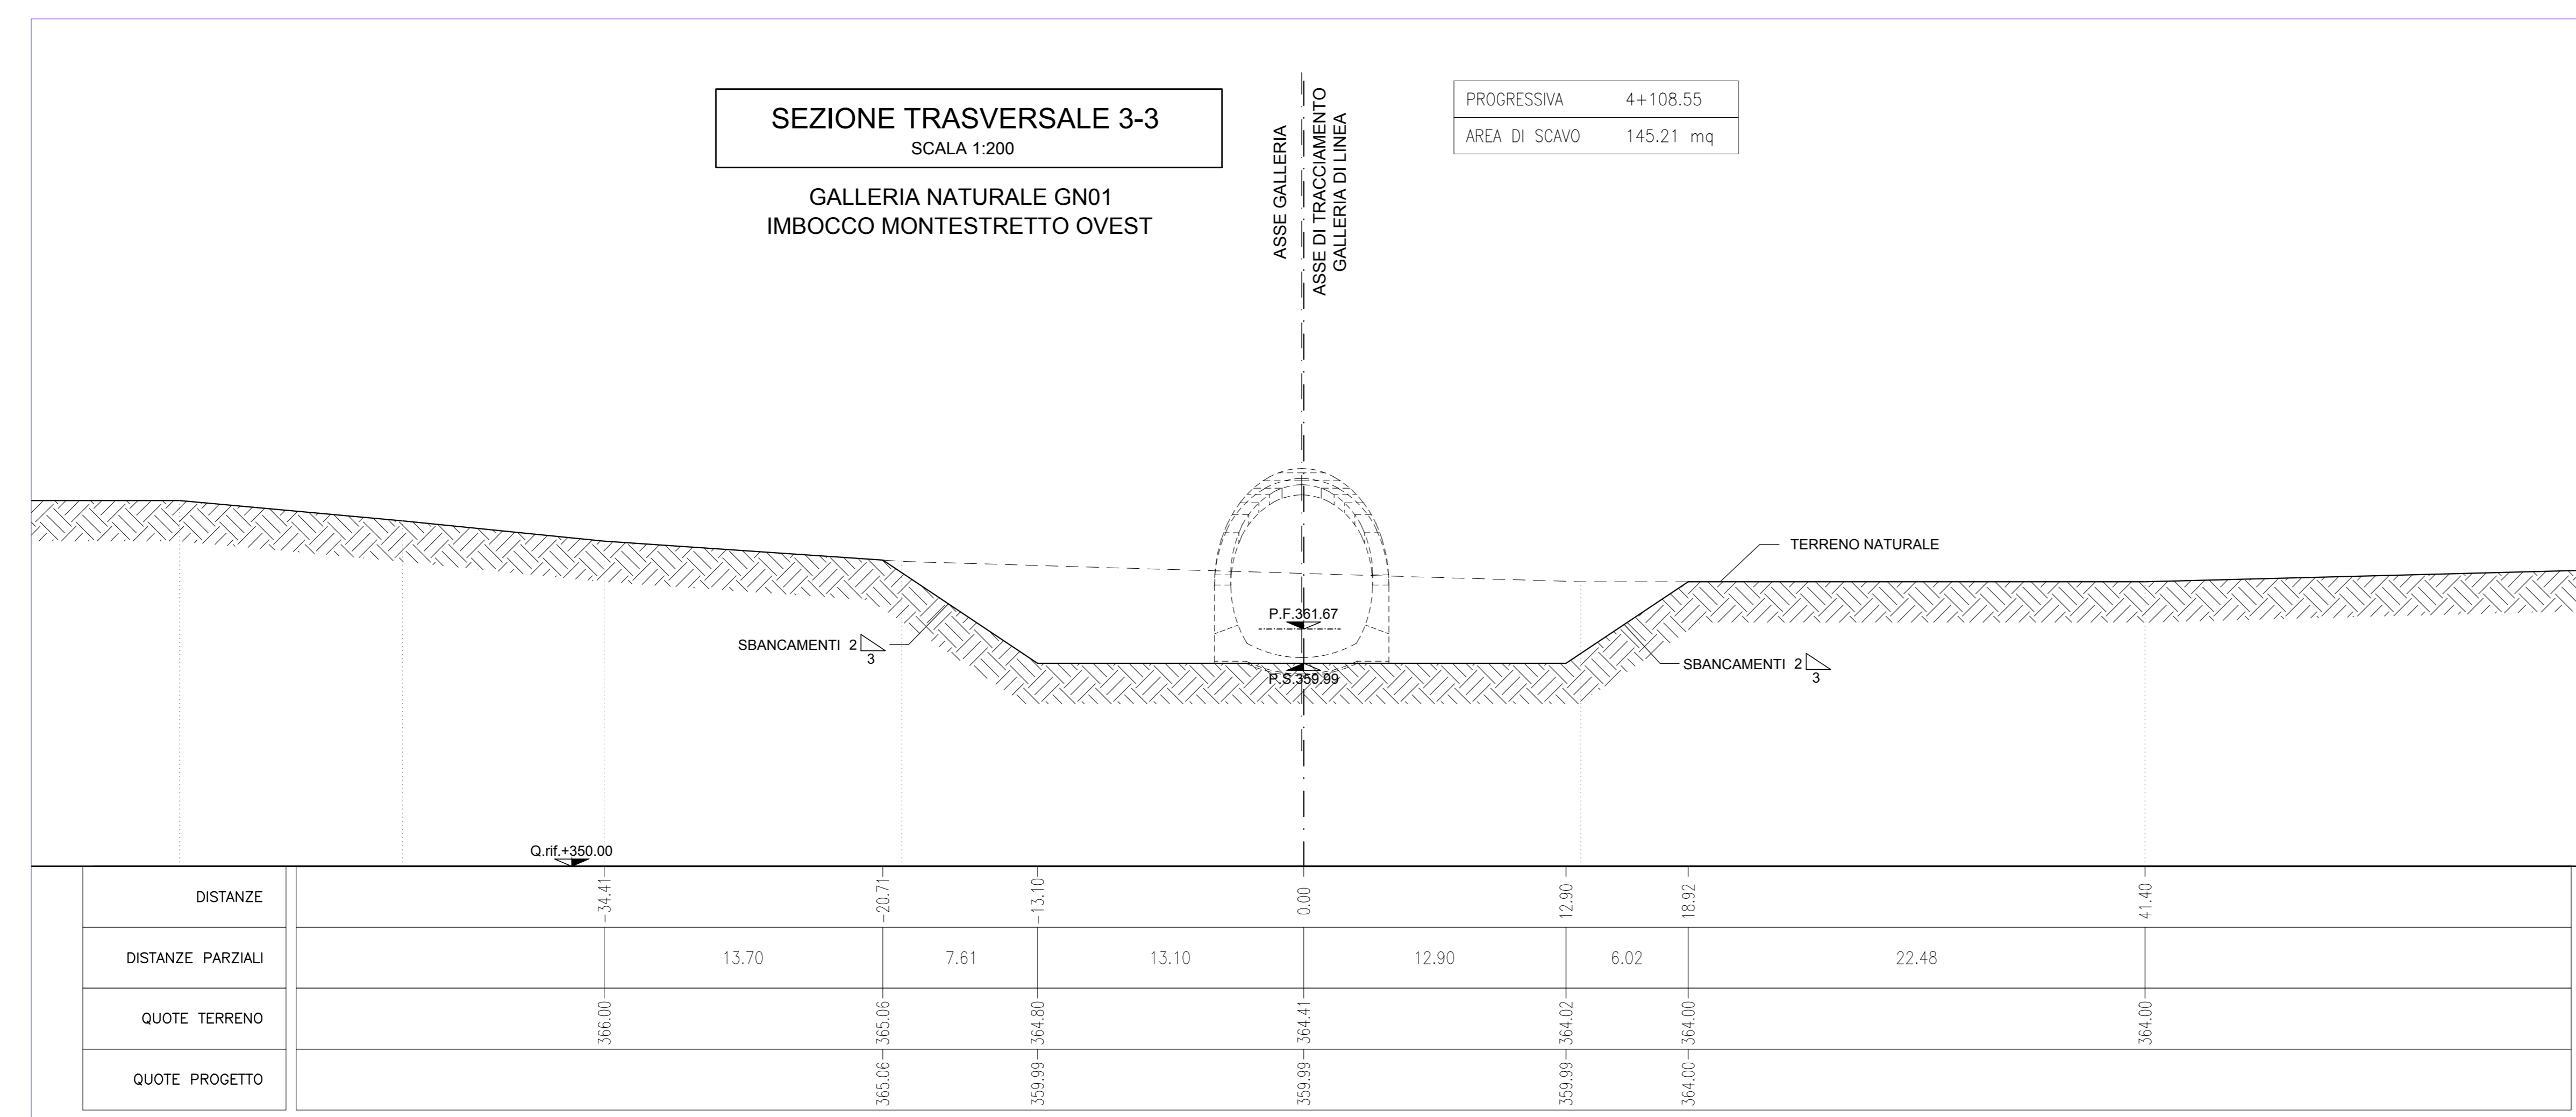 SEZIONE TRASVERSALE 3-3
SCALA 1:200
GALLERIA NATURALE GN01
IMBOCCO MONTESTRETTO OVEST
ASSE GALLERIA
ASSE DI TRACCIAMENTO
GALLERIA DI LINEA
PROGRESSIVA 4+108.55
AREA DI SCAVO 145.21 mq
TERRENO NATURALE
P.F.361.67
SBANCAMENTI 2
3
SBANCAMENTI 2
3
P.S.359.99
Q.rif.+350.00
DISTANZE -34.41 -20.71 -13.10 0.00 12.90 18.92 41.40
DISTANZE PARZIALI 13.70 7.61 13.10 12.90 6.02 22.48
QUOTE TERRENO 366.00 365.06 364.80 364.41 364.02 364.00 364.00
QUOTE PROGETTO 365.06 359.99 359.99 359.99 364.00